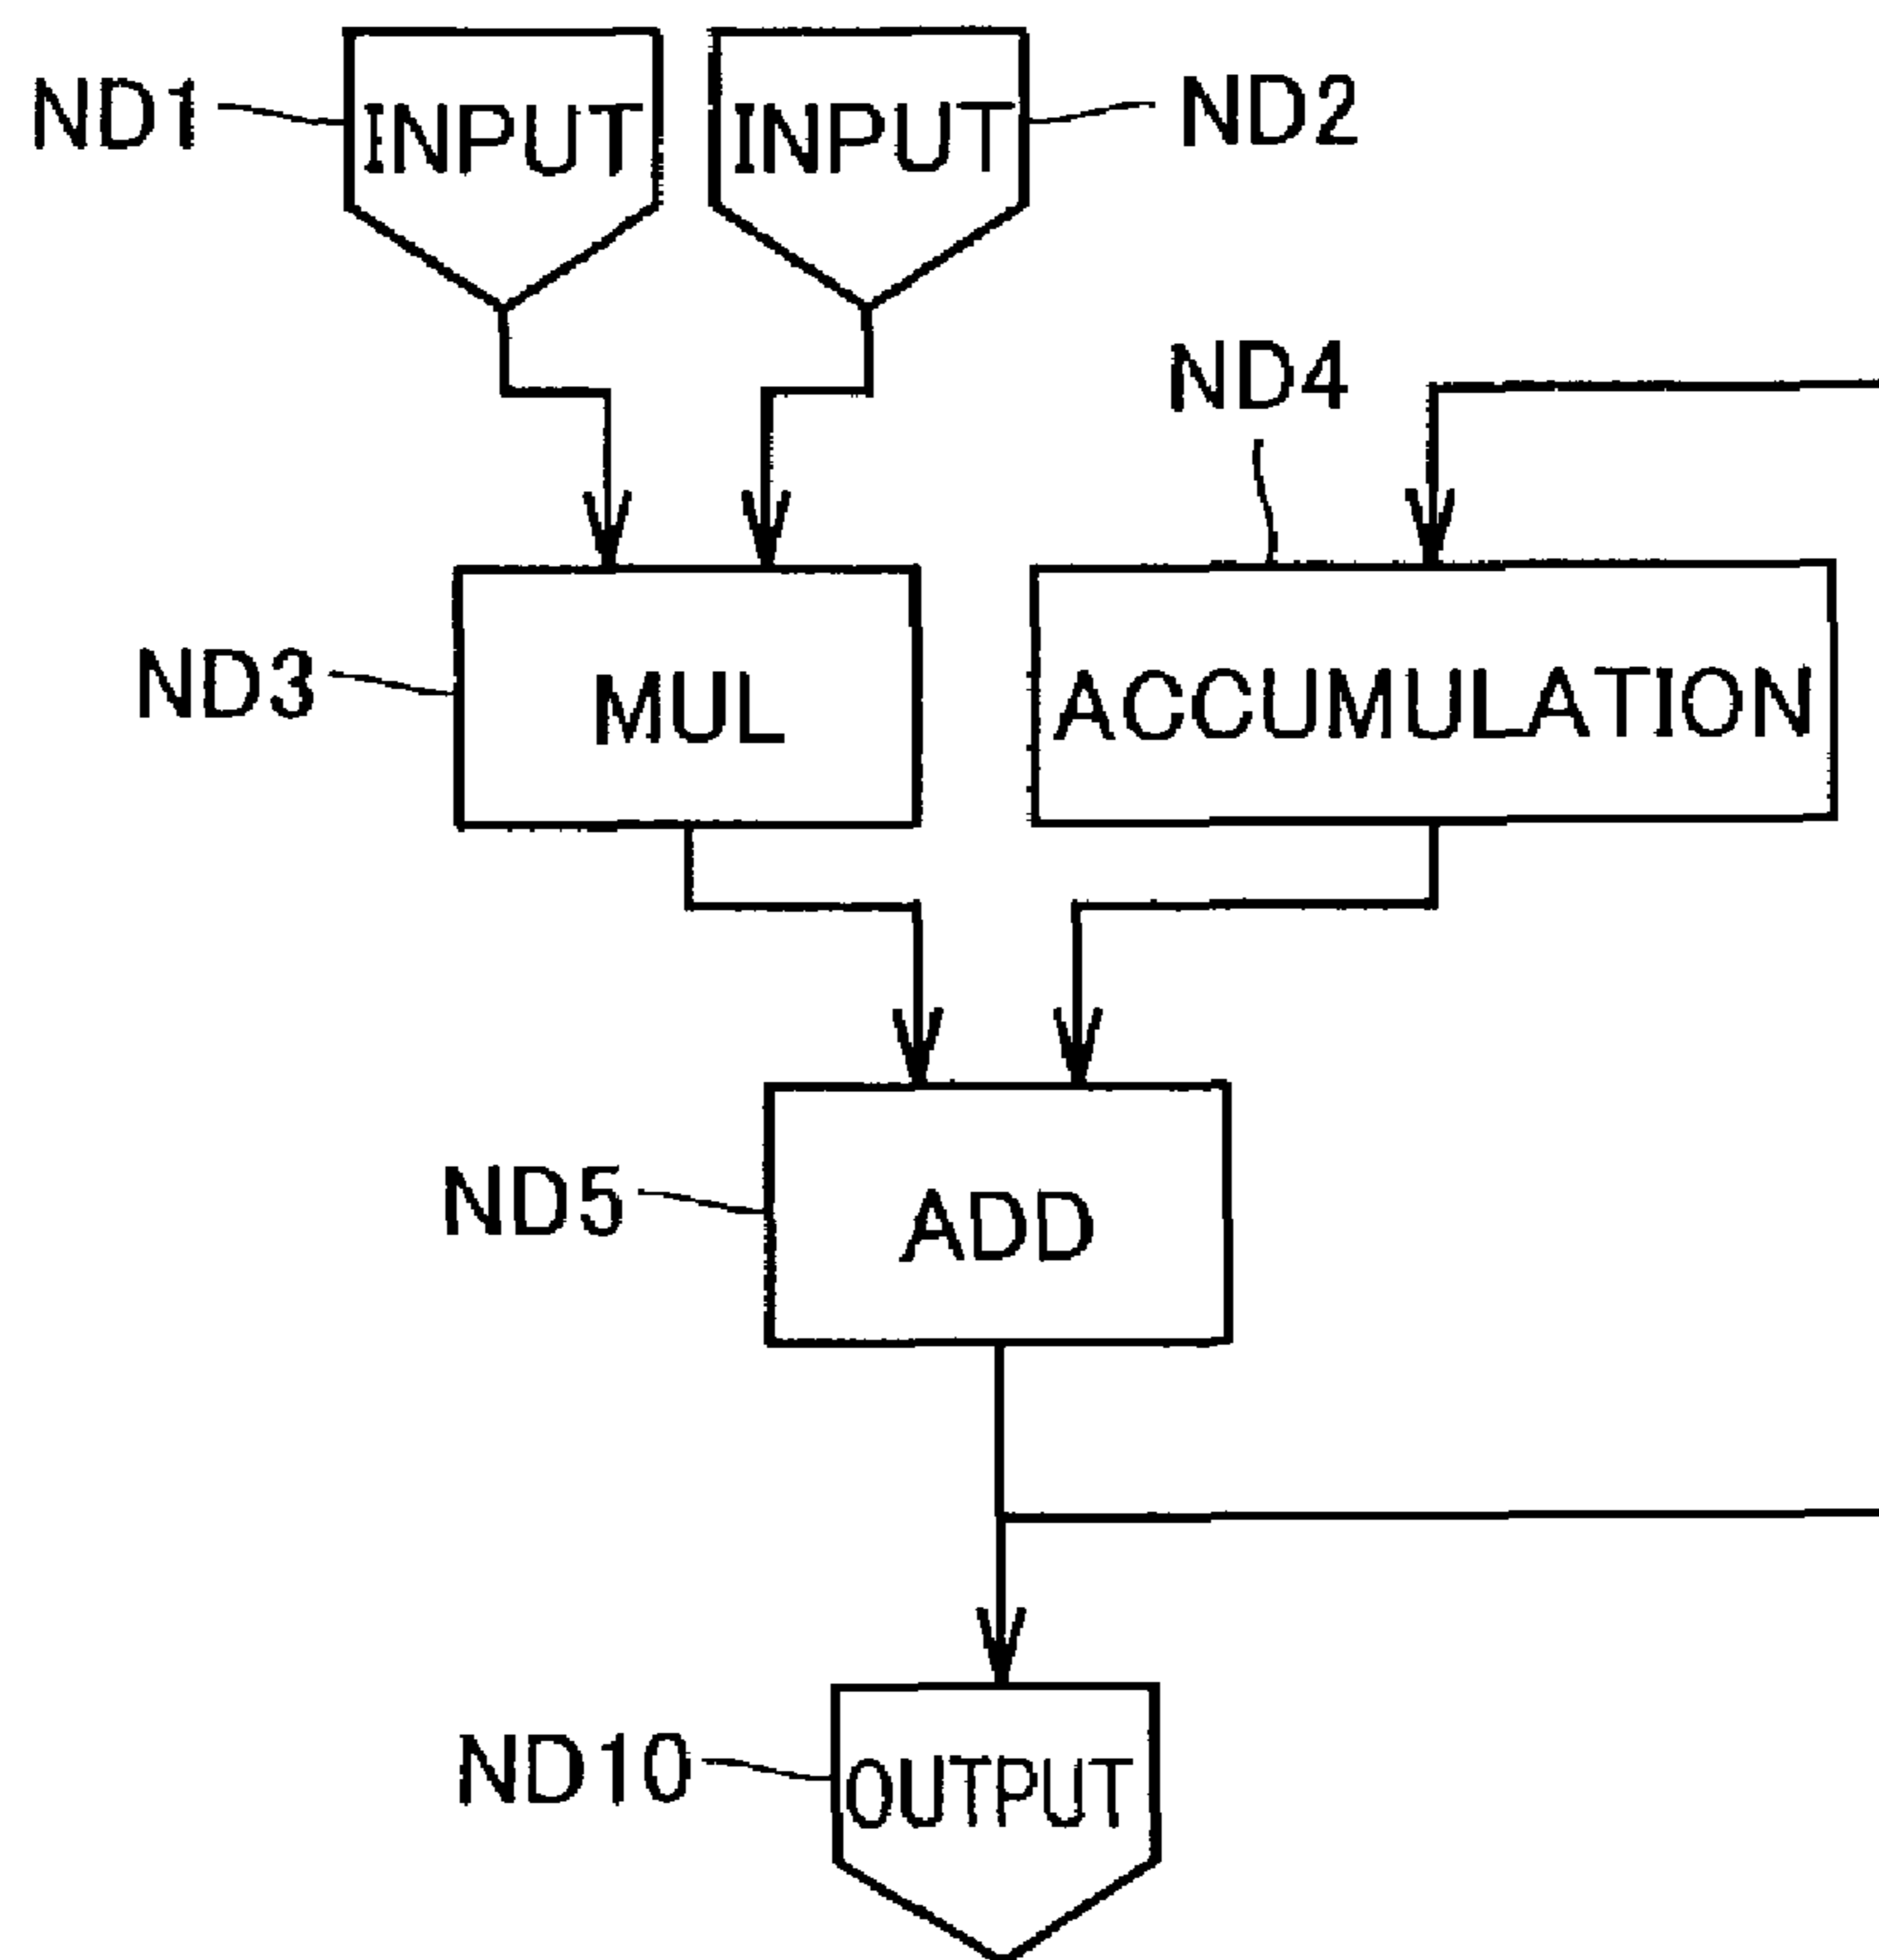 ND1
INPUT
INPUT
ND2
ND4
ND3
MUL
ACCUMULATION
ND5
ADD
ND10
OUTPUT